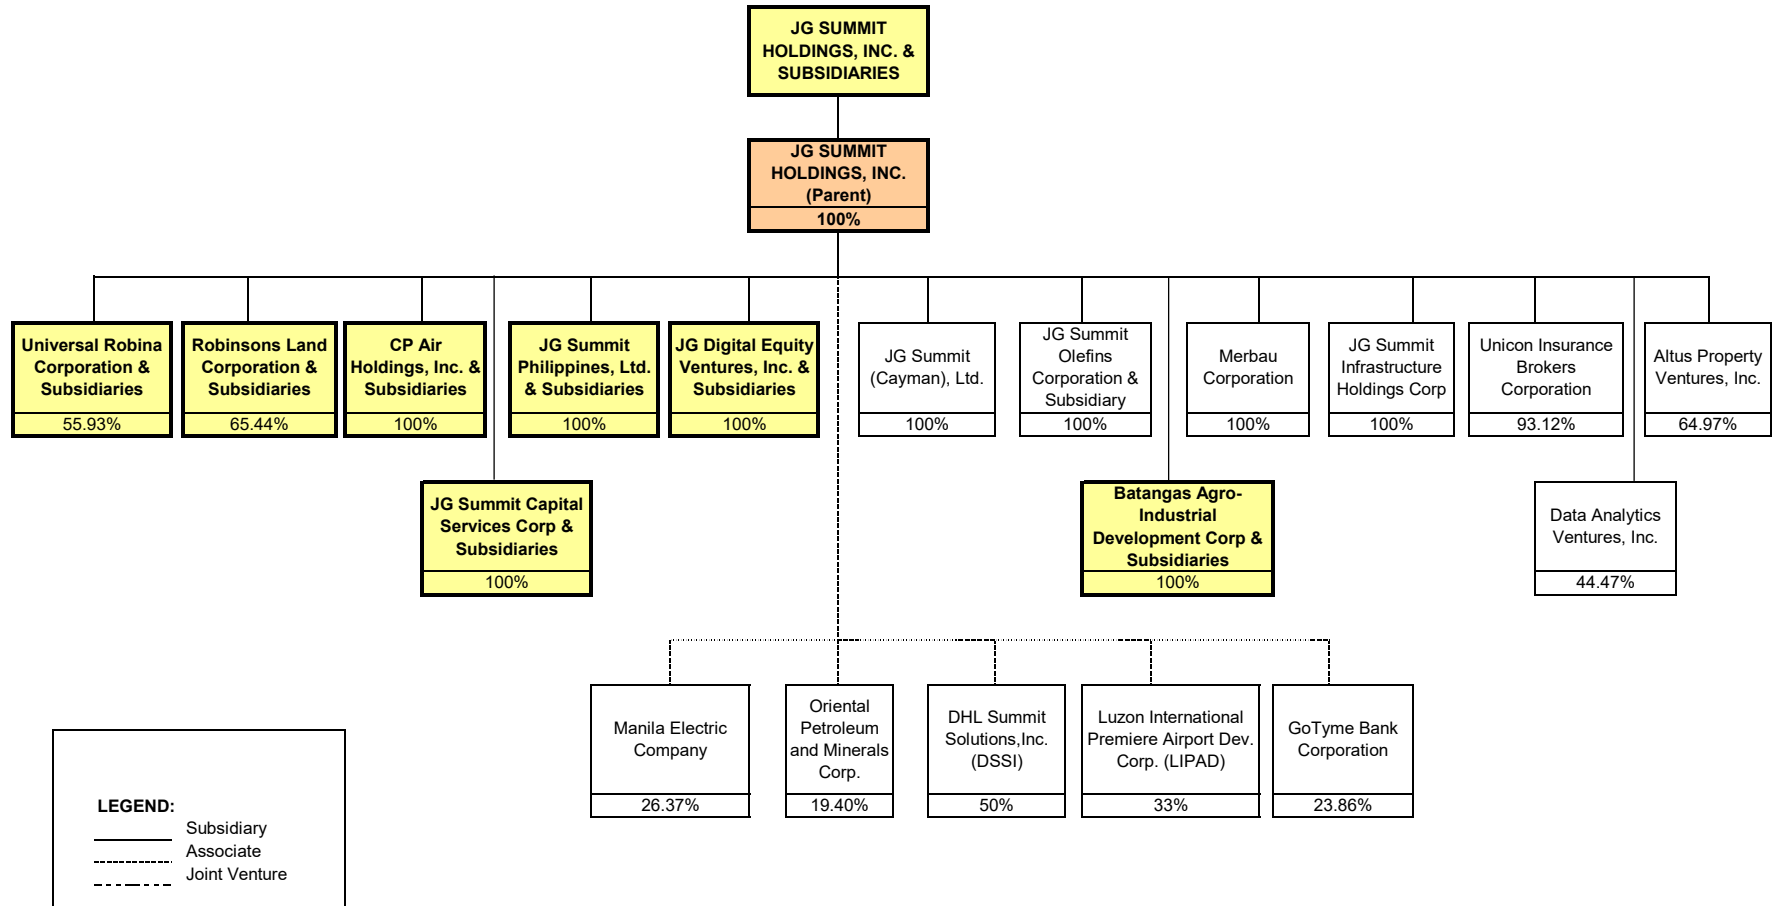 JG SUMMIT
HOLDINGS, INC. &
SUBSIDIARIES
JG SUMMIT
HOLDINGS, INC.
(Parent)
100%
Universal Robina
Corporation &
Subsidiaries
55.93%
Robinsons Land
Corporation &
Subsidiaries
65.44%
CP Air
Holdings, Inc. &
Subsidiaries
100%
JG Summit
Philippines, Ltd.
& Subsidiaries
100%
JG Digital Equity
Ventures, Inc. &
Subsidiaries
100%
JG Summit
(Cayman), Ltd.
100%
JG Summit
Olefins
Corporation &
Subsidiary
100%
Merbau
Corporation
100%
JG Summit
Infrastructure
Holdings Corp
100%
Unicon Insurance
Brokers
Corporation
93.12%
Altus Property
Ventures, Inc.
64.97%
JG Summit Capital
Services Corp &
Subsidiaries
100%
Batangas Agro-
Industrial
Development Corp &
Subsidiaries
100%
Data Analytics
Ventures, Inc.
44.47%
Manila Electric
Company
26.37%
Oriental
Petroleum
and Minerals
Corp.
19.40%
DHL Summit
Solutions,Inc.
(DSSI)
50%
Luzon International
Premiere Airport Dev.
Corp. (LIPAD)
33%
GoTyme Bank
Corporation
23.86%
LEGEND:
Subsidiary
Associate
Joint Venture